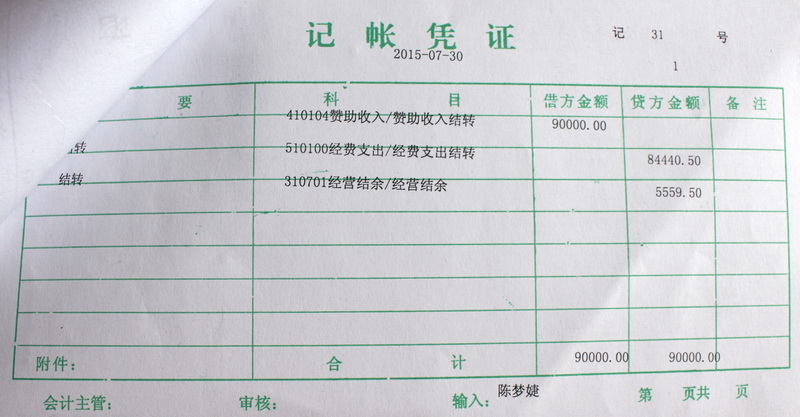 记帐凭证
记 31 号
2015-07-30
1
要 科目 借方金额 贷方金额 备注
410104赞助收入/赞助收入结转 90000.00
转 510100经费支出/经费支出结转 84440.50
结转 310701经营结余/经营结余 5559.50
附件: 合计 90000.00 90000.00
会计主管: 审核: 输入: 陈梦婕 第 页共 页